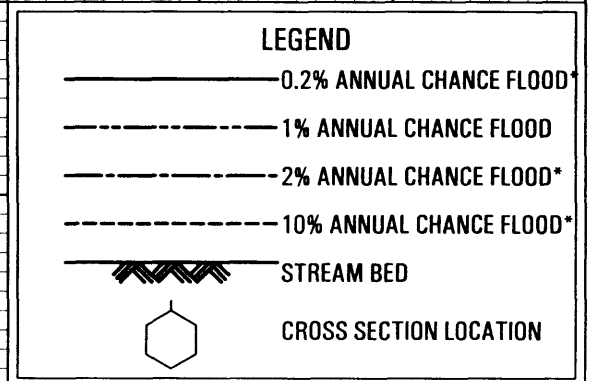 LEGEND
0.2% ANNUAL CHANCE FLOOD*
1% ANNUAL CHANCE FLOOD
2% ANNUAL CHANCE FLOOD*
10% ANNUAL CHANCE FLOOD*
STREAM BED
CROSS SECTION LOCATION